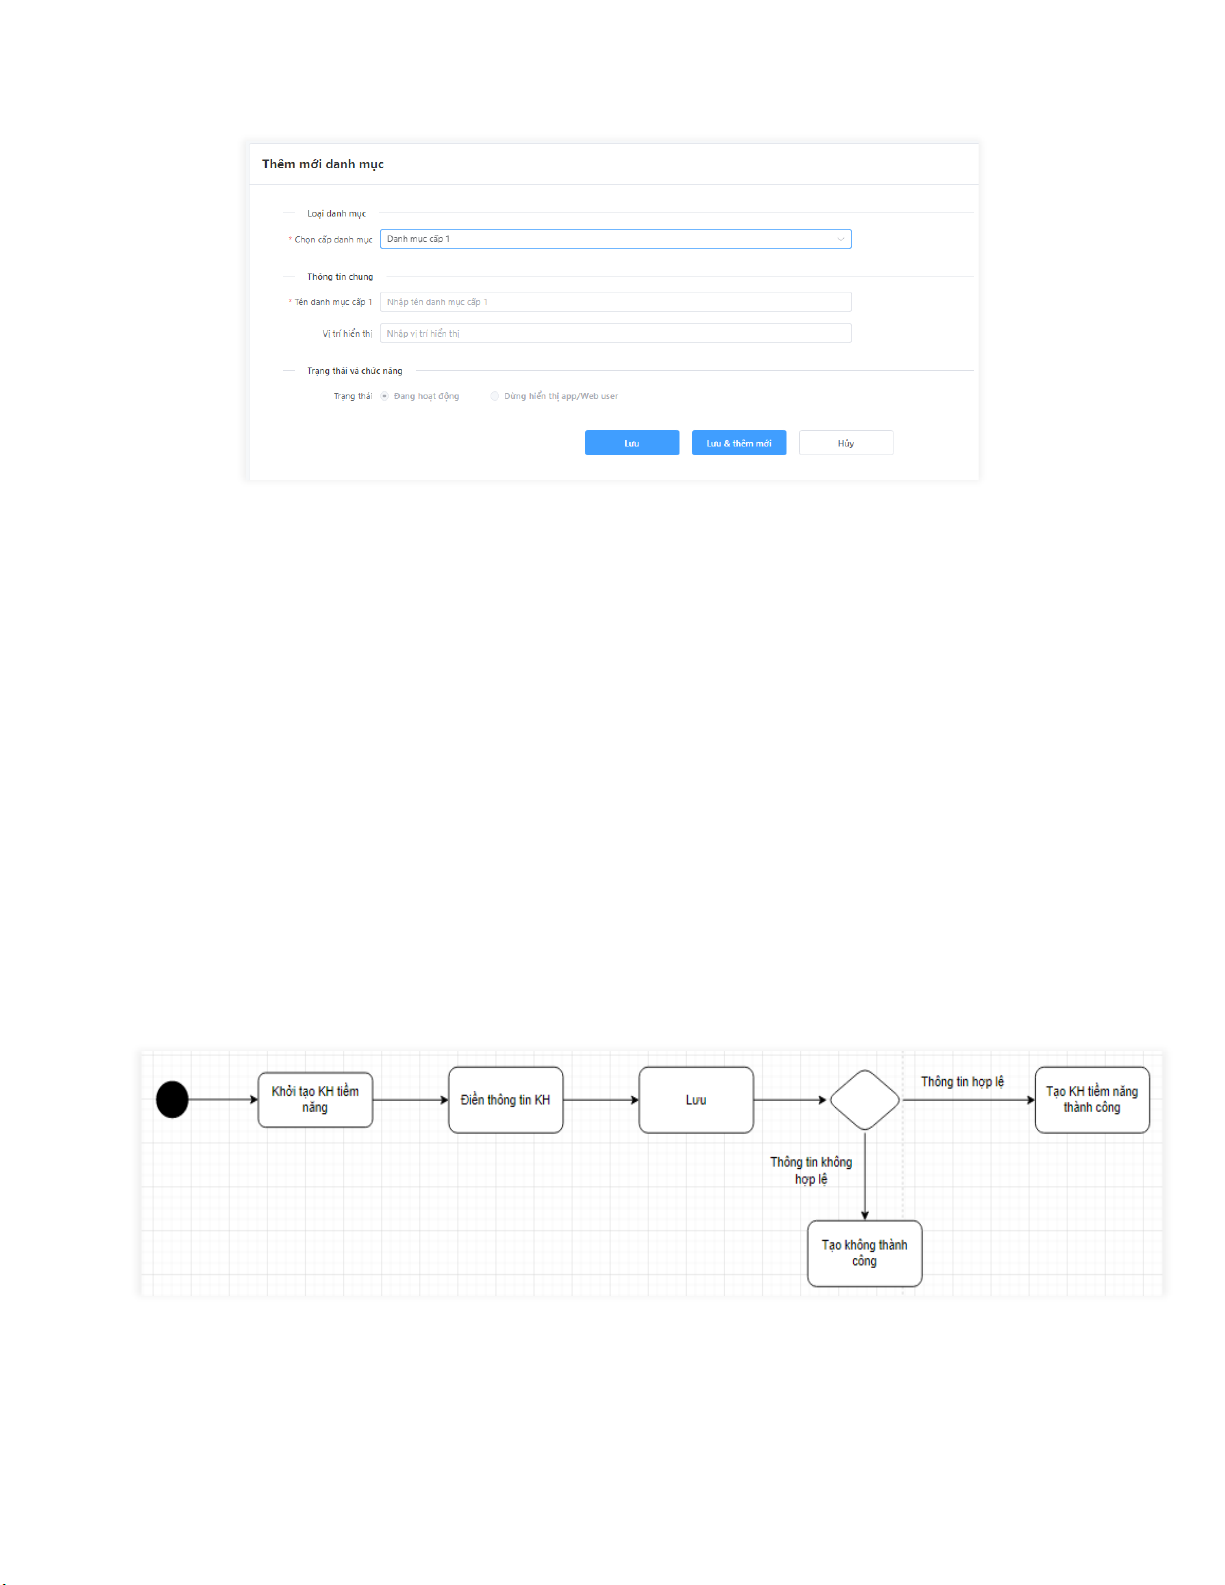 Thêm mới danh mục
Loại danh mục
* Chọn cấp danh mục
Danh mục cấp 1
Thông tin chung
* Tên danh mục cấp 1
Nhập tên danh mục cấp 1
Vị trí hiển thị
Nhập vị trí hiển thị
Trạng thái và chức năng
Trạng thái
Đang hoạt động
Dừng hiển thị app/Web user
Lưu
Lưu & thêm mới
Hủy
Khởi tạo KH tiềm
năng
Điền thông tin KH
Lưu
Thông tin hợp lệ
Tạo KH tiềm năng
thành công
Thông tin không
hợp lệ
Tạo không thành
công